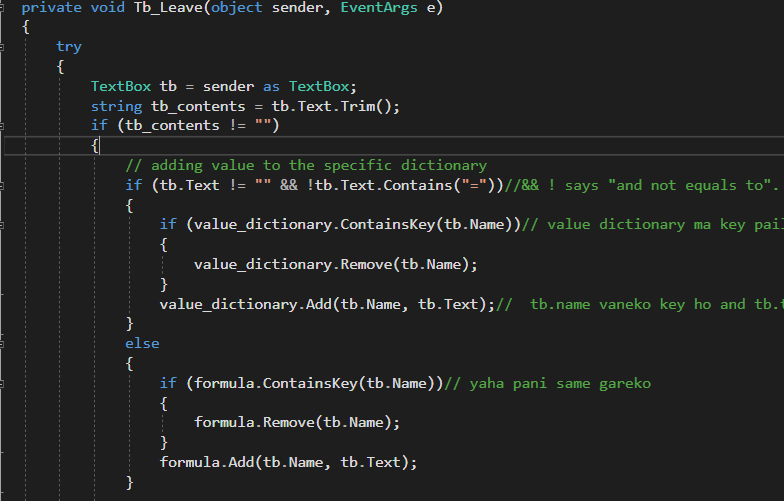 private void Tb_Leave(object sender, EventArgs e)
{
try
{
TextBox tb = sender as TextBox;
string tb_contents = tb.Text.Trim();
if (tb_contents != "")
{
// adding value to the specific dictionary
if (tb.Text != "" && !tb.Text.Contains("="))//&& ! says "and not equals to".
{
if (value_dictionary.ContainsKey(tb.Name))// value dictionary ma key
{
value_dictionary.Remove(tb.Name);
}
value_dictionary.Add(tb.Name, tb.Text);//  tb.name vaneko key ho and
}
else
{
if (formula.ContainsKey(tb.Name))// yaha pani same gareko
{
formula.Remove(tb.Name);
}
formula.Add(tb.Name, tb.Text);
}